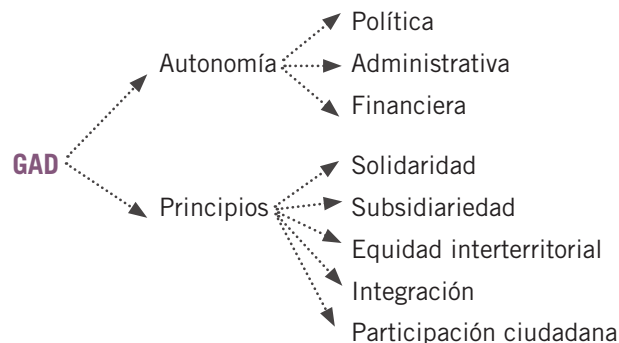 GAD
Autonomía
Política
Administrativa
Financiera
Principios
Solidaridad
Subsidiariedad
Equidad interterritorial
Integración
Participación ciudadana